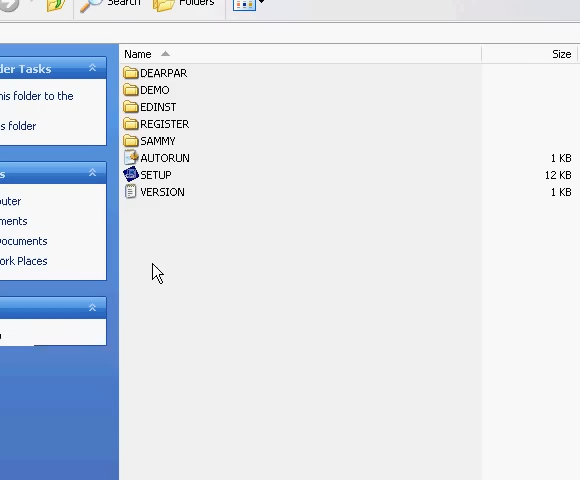 Search Folders
Name Size
DEARPAR
DEMO
EDINST
REGISTER
SAMMY
AUTORUN 1 KB
SETUP 12 KB
VERSION 1 KB
der Tasks
his folder to the
s folder
s
outer
ments
Documents
ork Places